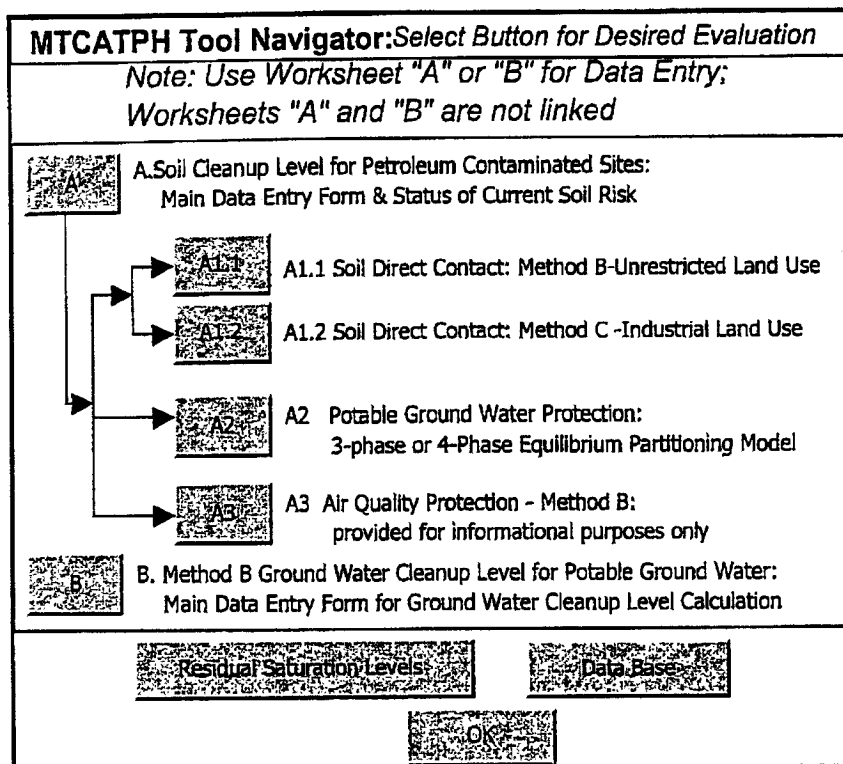 MTCATPH Tool Navigator:Select Button for Desired Evaluation
Note: Use Worksheet "A" or "B" for Data Entry;
Worksheets "A" and "B" are not linked
A
A.Soil Cleanup Level for Petroleum Contaminated Sites:
Main Data Entry Form & Status of Current Soil Risk
A1.1
A1.1 Soil Direct Contact: Method B-Unrestricted Land Use
A1.2
A1.2 Soil Direct Contact: Method C -Industrial Land Use
A2
A2 Potable Ground Water Protection:
3-phase or 4-Phase Equilibrium Partitioning Model
A3
A3 Air Quality Protection - Method B:
provided for informational purposes only
B
B. Method B Ground Water Cleanup Level for Potable Ground Water:
Main Data Entry Form for Ground Water Cleanup Level Calculation
Residual Saturation Levels
Data Base
OK